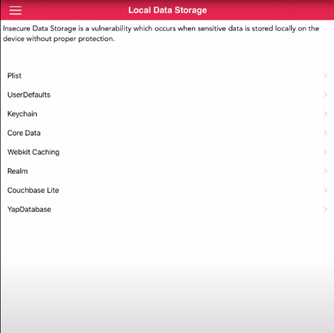 Local Data Storage
Insecure Data Storage is a vulnerability which occurs when sensitive data is stored locally on the
device without proper protection.
Plist
UserDefaults
Keychain
Core Data
Webkit Caching
Realm
Couchbase Lite
YapDatabase